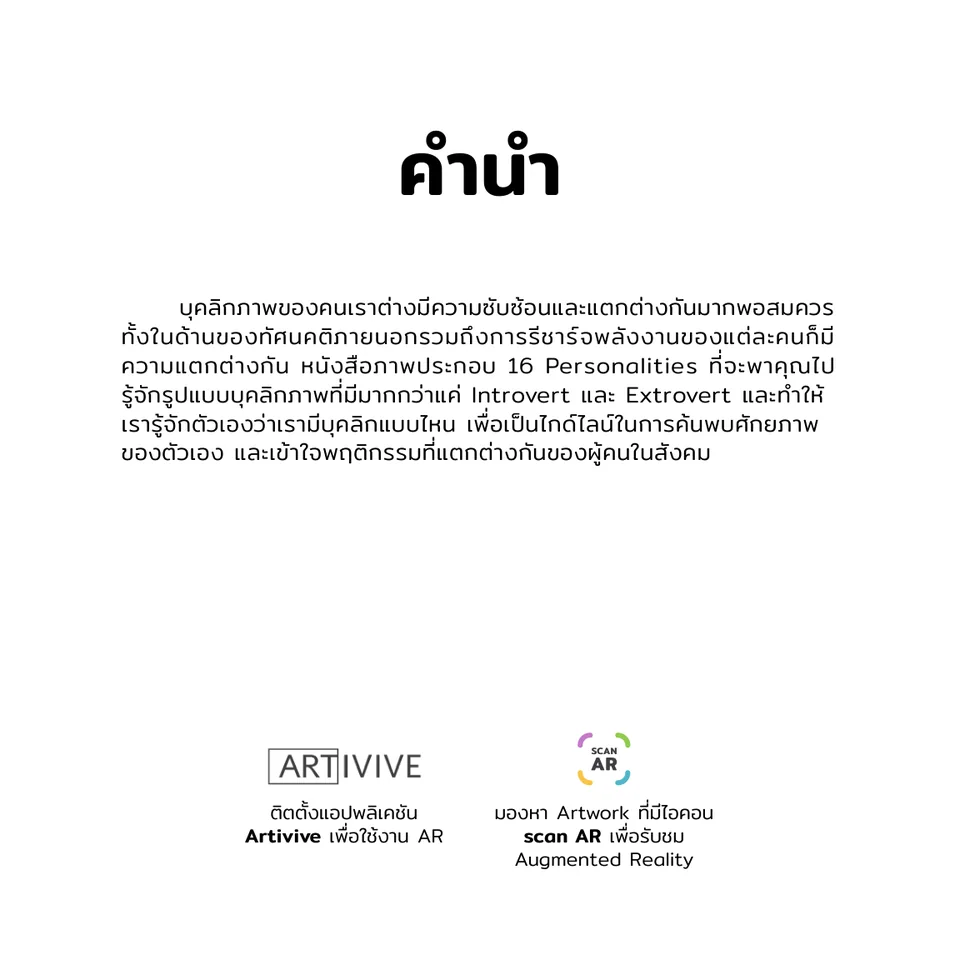 คำนำ
บุคลิกภาพของคนเราต่างมีความซับซ้อนและแตกต่างกันมากพอสมควร
ทั้งในด้านของทัศนคติภายนอกรวมถึงการรีชาร์จพลังงานของแต่ละคนก็มี
ความแตกต่างกัน หนังสือภาพประกอบ 16 Personalities ที่จะพาคุณไป
รู้จักรูปแบบบุคลิกภาพที่มีมากกว่าแค่ Introvert และ Extrovert และทำให้
เรารู้จักตัวเองว่าเรามีบุคลิกแบบไหน เพื่อเป็นไกด์ไลน์ในการค้นพบศักยภาพ
ของตัวเอง และเข้าใจพฤติกรรมที่แตกต่างกันของผู้คนในสังคม
ARTIVIVE
ติตตั้งแอปพลิเคชัน
Artivive เพื่อใช้งาน AR
SCAN
AR
มองหา Artwork ที่มีไอคอน
scan AR เพื่อรับชม
Augmented Reality